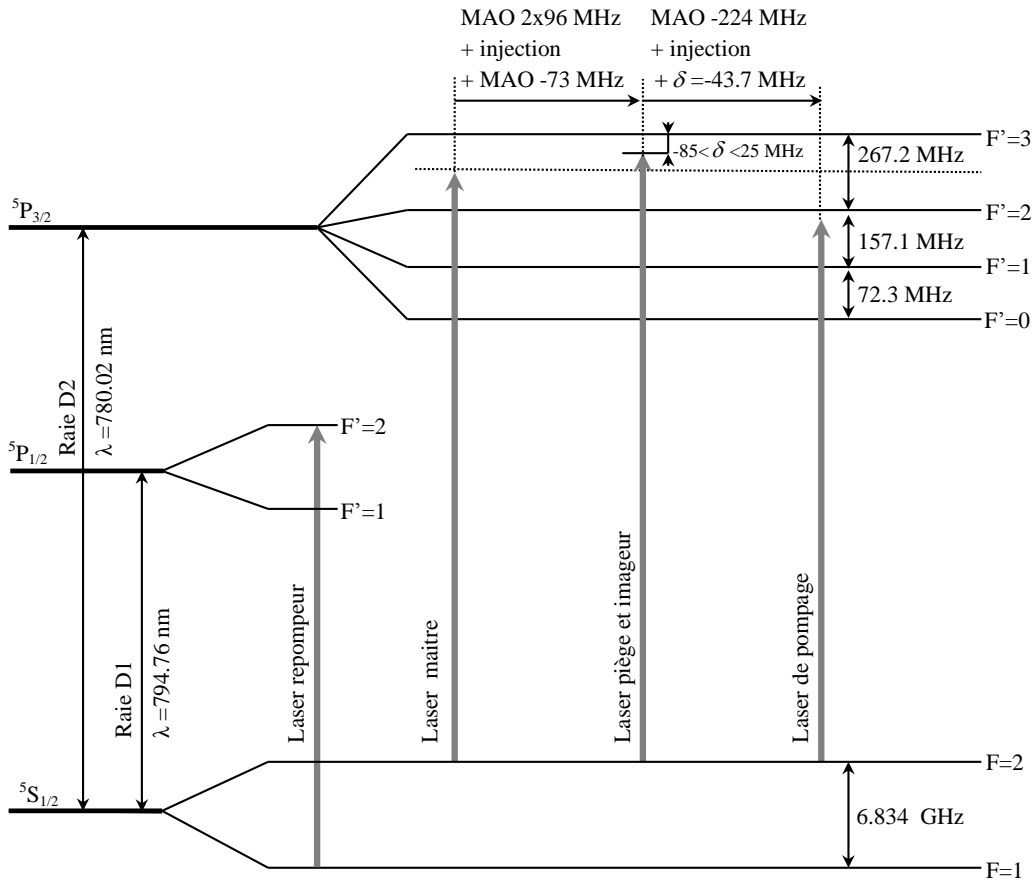 MAO 2x96 MHz
+ injection
+ MAO -73 MHz
MAO -224 MHz
+ injection
+ δ =-43.7 MHz
F'=3
-85< δ <25 MHz
267.2 MHz
⁵P₃/₂
F'=2
157.1 MHz
F'=1
72.3 MHz
F'=0
Raie D2
λ =780.02 nm
F'=2
⁵P₁/₂
F'=1
Raie D1
λ =794.76 nm
Laser repompeur
Laser maitre
Laser piège et imageur
Laser de pompage
F=2
⁵S₁/₂
6.834 GHz
F=1